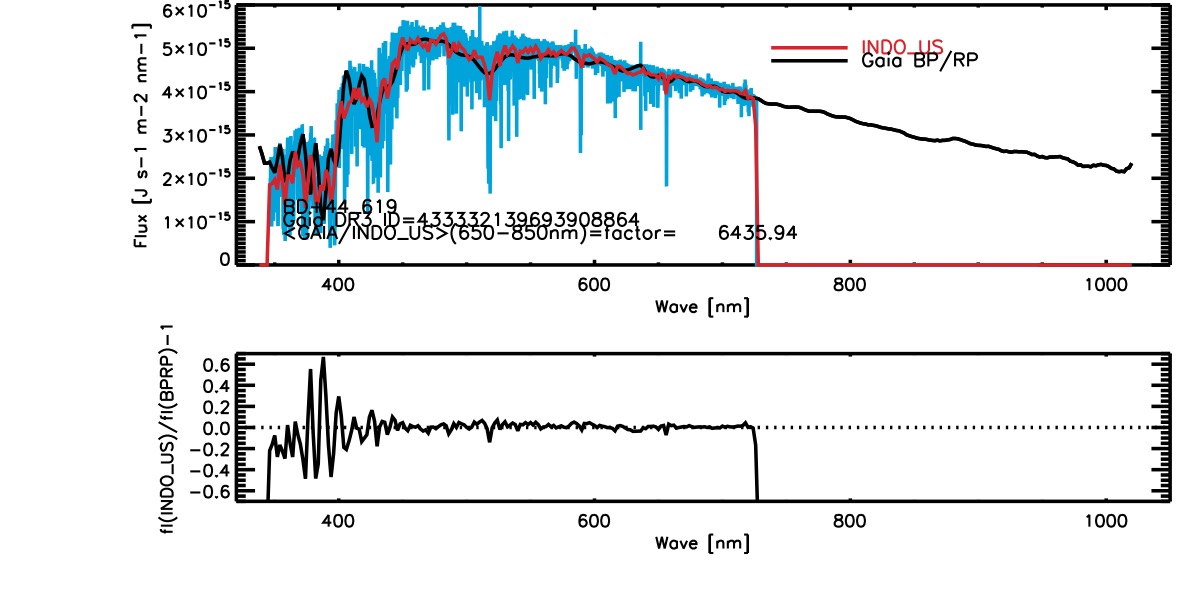 6×10−15
5×10−15
4×10−15
3×10−15
2×10−15
1×10−15
0
Flux [J s−1 m−2 nm−1]
INDO_US
Gaia BP/RP
BD+44_619
Gaia DR3 ID=433332139693908864
<GAIA/INDO_US>(650−850nm)=factor= 6435.94
400 600 800 1000
Wave [nm]
fl(INDO_US)/fl(BPRP)−1
0.6
0.4
0.2
0.0
−0.2
−0.4
−0.6
400 600 800 1000
Wave [nm]